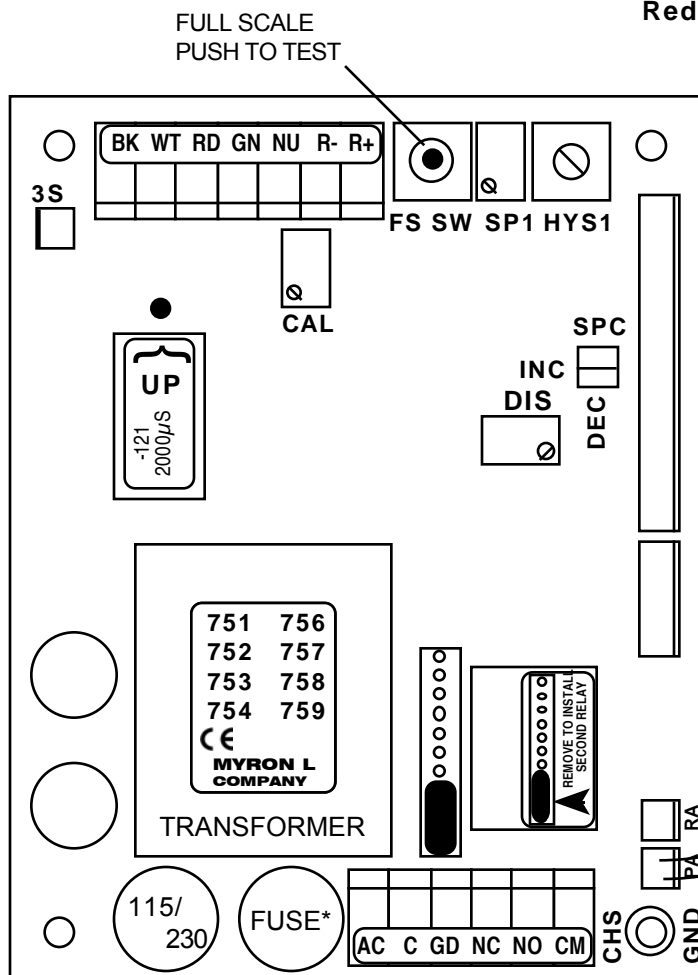 Red
FULL SCALE
PUSH TO TEST
BK WT RD GN NU R- R+
3S
FS SW SP1 HYS1
CAL
SPC
INC
DEC
DIS
UP
-121
2000µS
751 756
752 757
753 758
754 759
CE
MYRON L
COMPANY
TRANSFORMER
REMOVE TO INSTALL
SECOND RELAY
RA
PA
115/
230
FUSE*
AC C GD NC NO CM
CHS
GND